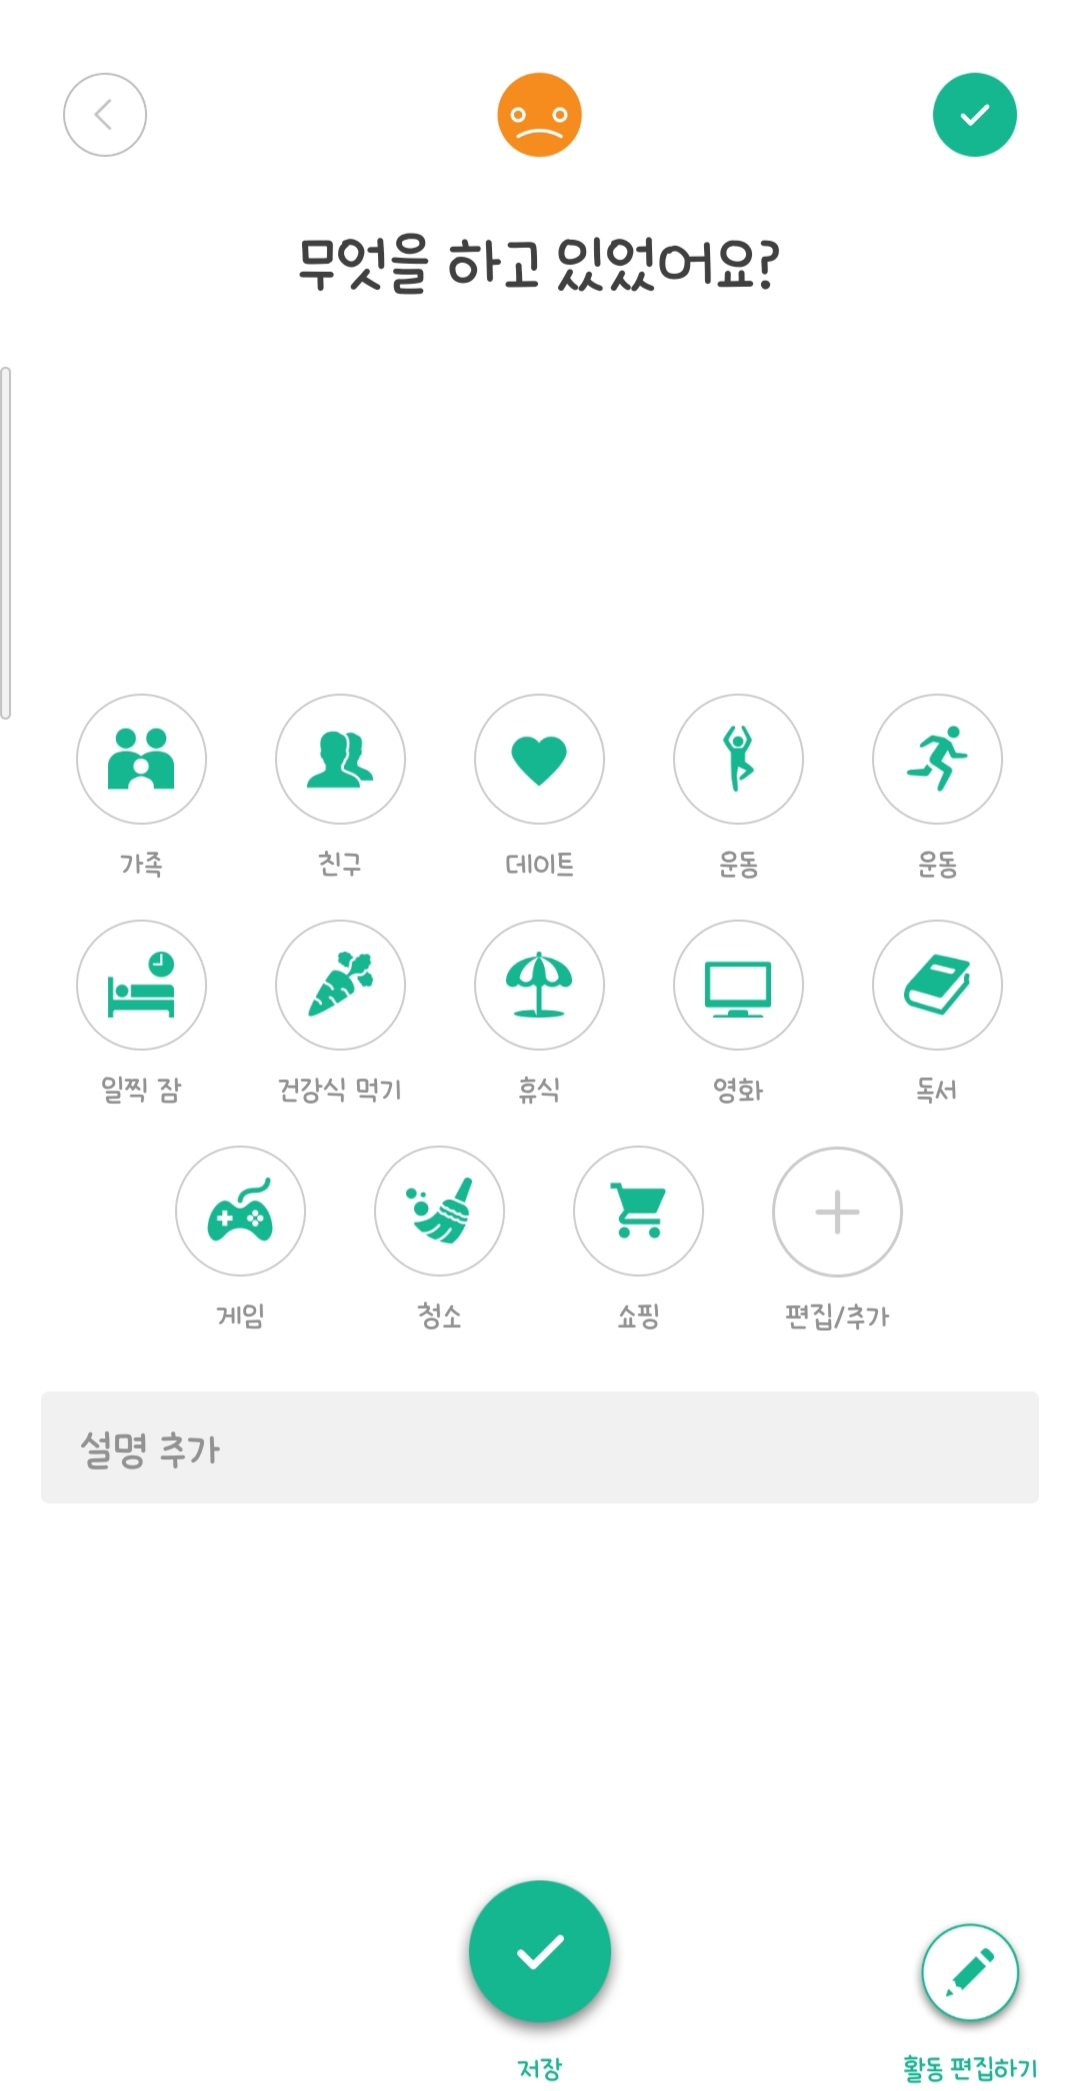 무엇을 하고 있었어요?
가족 친구 데이트 운동 운동
일찍 잠 건강식 먹기 휴식 영화 독서
게임 청소 쇼핑 편집/추가
설명 추가
저장 활동 편집하기